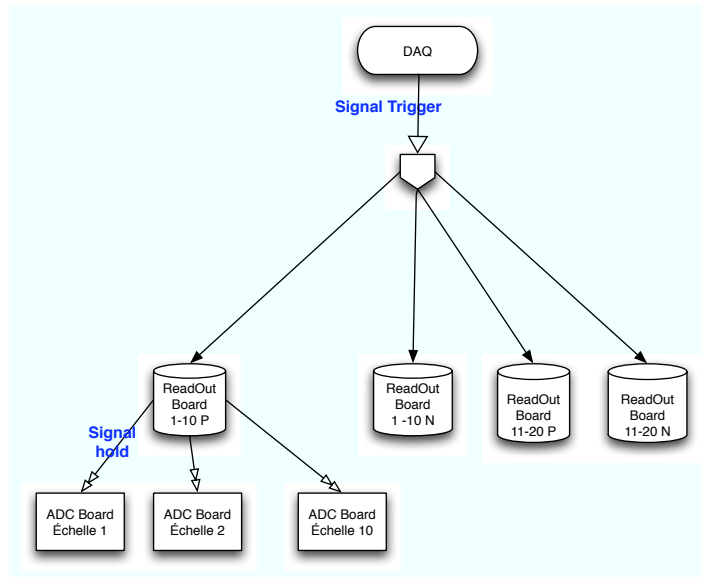 DAQ
Signal Trigger
ReadOut
Board
1-10 P
ReadOut
Board
1 -10 N
ReadOut
Board
11-20 P
ReadOut
Board
11-20 N
Signal
hold
ADC Board
Échelle 1
ADC Board
Échelle 2
ADC Board
Échelle 10